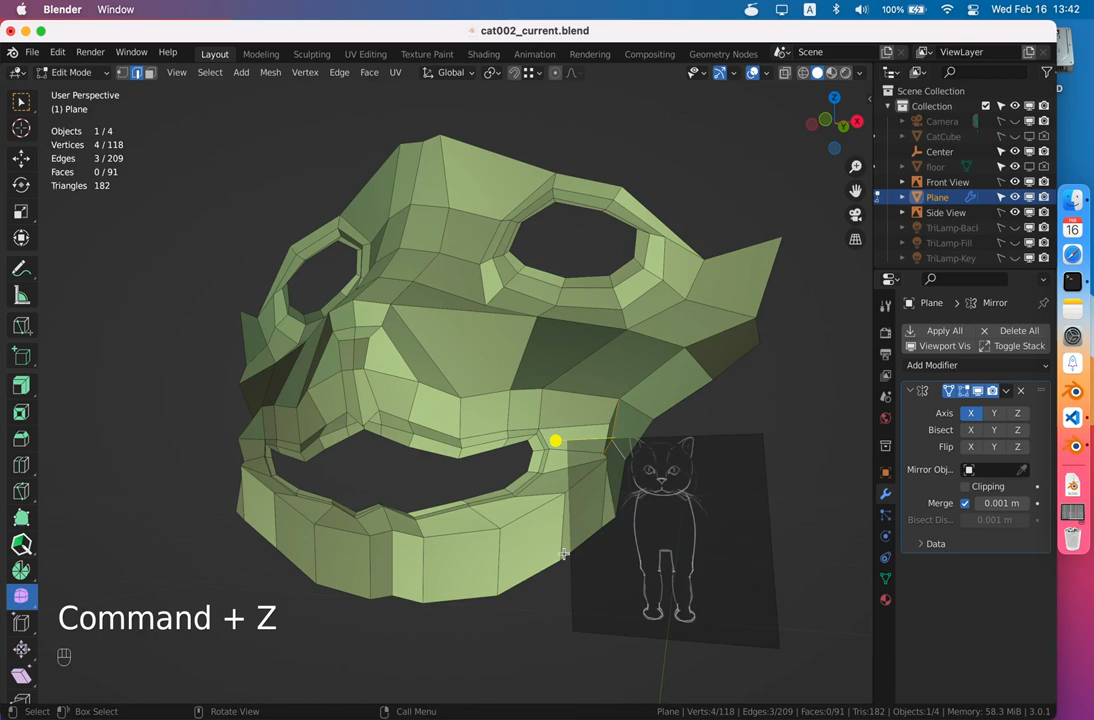 Blender Window 100% A Wed Feb 16 13:42
cat002_current.blend
File Edit Render Window Help Layout Modeling Sculpting UV Editing Texture Paint Shading Animation Rendering Compositing Geometry Nodes Scene ViewLayer
Edit Mode View Select Add Mesh Vertex Edge Face UV Global
User Perspective
(1) Plane
Objects 1 / 4
Vertices 4 / 118
Edges 3 / 209
Faces 0 / 91
Triangles 182
Z
X
Y
Command + Z
Scene Collection
Collection
Camera
CatCube
Center
floor
Front View
Plane
Side View
TriLamp-Back
TriLamp-Fill
TriLamp-Key
FEB
16
Plane > Mirror
Apply All Delete All
Viewport Vis Toggle Stack
Add Modifier
Axis X Y Z
Bisect X Y Z
Flip X Y Z
Mirror Obj...
Clipping
Merge 0.001 m
Bisect Dis... 0.001 m
Data
Select Box Select Rotate View Call Menu Plane | Verts:4/118 | Edges:3/209 | Faces:0/91 | Tris:182 | Objects:1/4 | Memory: 58.3 MiB | 3.0.1